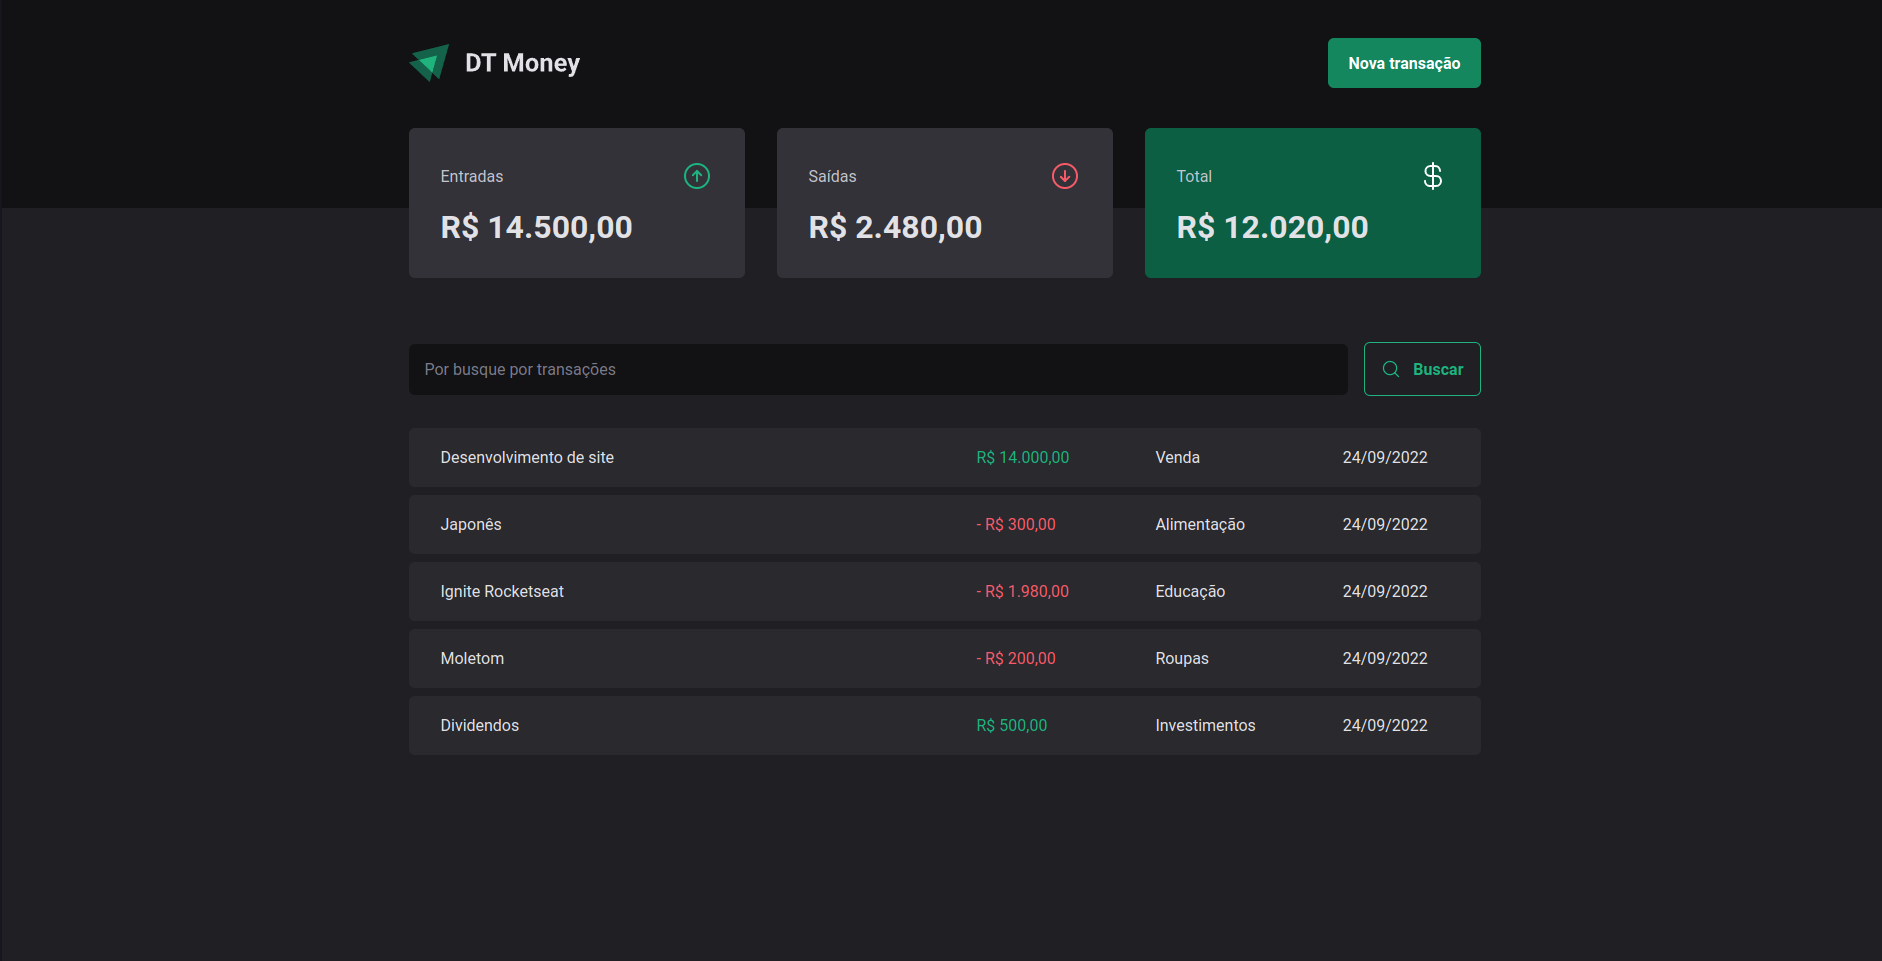 DT Money
Nova transação
Entradas
R$ 14.500,00
Saídas
R$ 2.480,00
Total
$
R$ 12.020,00
Por busque por transações
Buscar
Desenvolvimento de site R$ 14.000,00 Venda 24/09/2022
Japonês - R$ 300,00 Alimentação 24/09/2022
Ignite Rocketseat - R$ 1.980,00 Educação 24/09/2022
Moletom - R$ 200,00 Roupas 24/09/2022
Dividendos R$ 500,00 Investimentos 24/09/2022